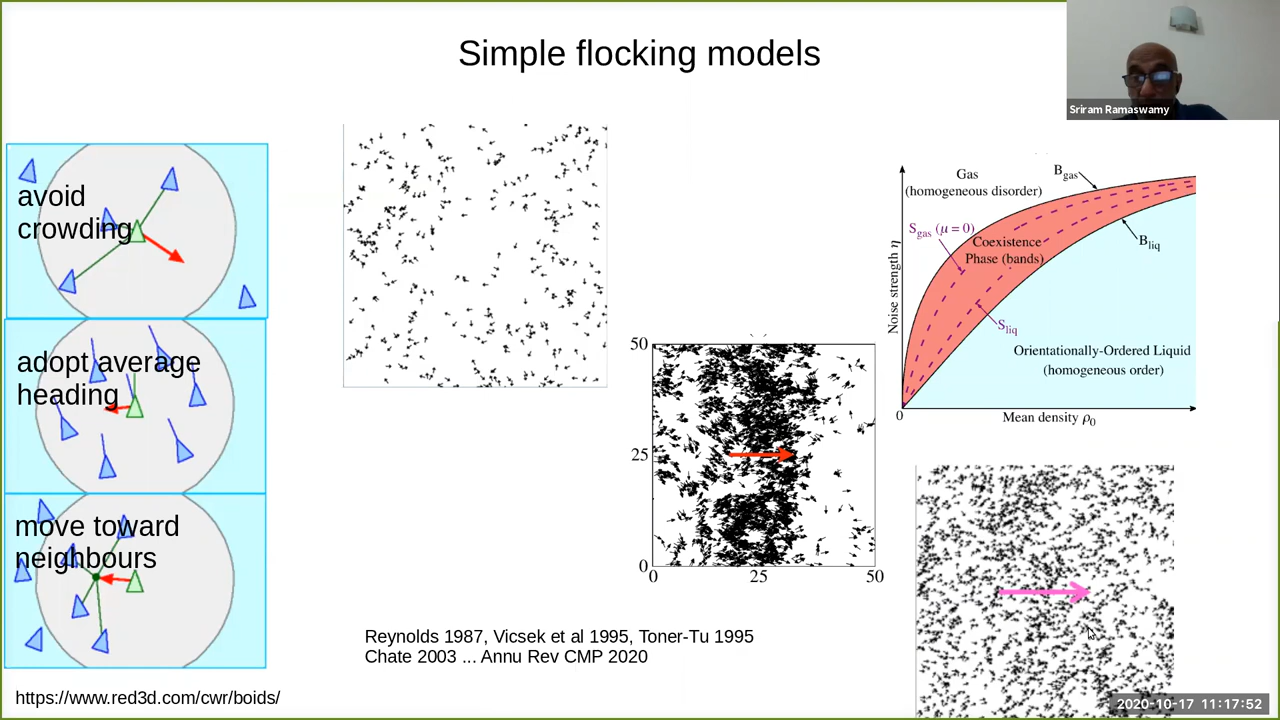 Simple flocking models
Sriram Ramaswamy
avoid
crowding
adopt average
heading
move toward
neighbours
https://www.red3d.com/cwr/boids/
50
25
0
0
25
50
Reynolds 1987, Vicsek et al 1995, Toner-Tu 1995
Chate 2003 ... Annu Rev CMP 2020
Gas
(homogeneous disorder)
B_gas
S_gas (μ = 0)
Coexistence
Phase (bands)
B_liq
S_liq
Noise strength η
Orientationally-Ordered Liquid
(homogeneous order)
0
Mean density ρ_0
2020-10-17 11:17:52